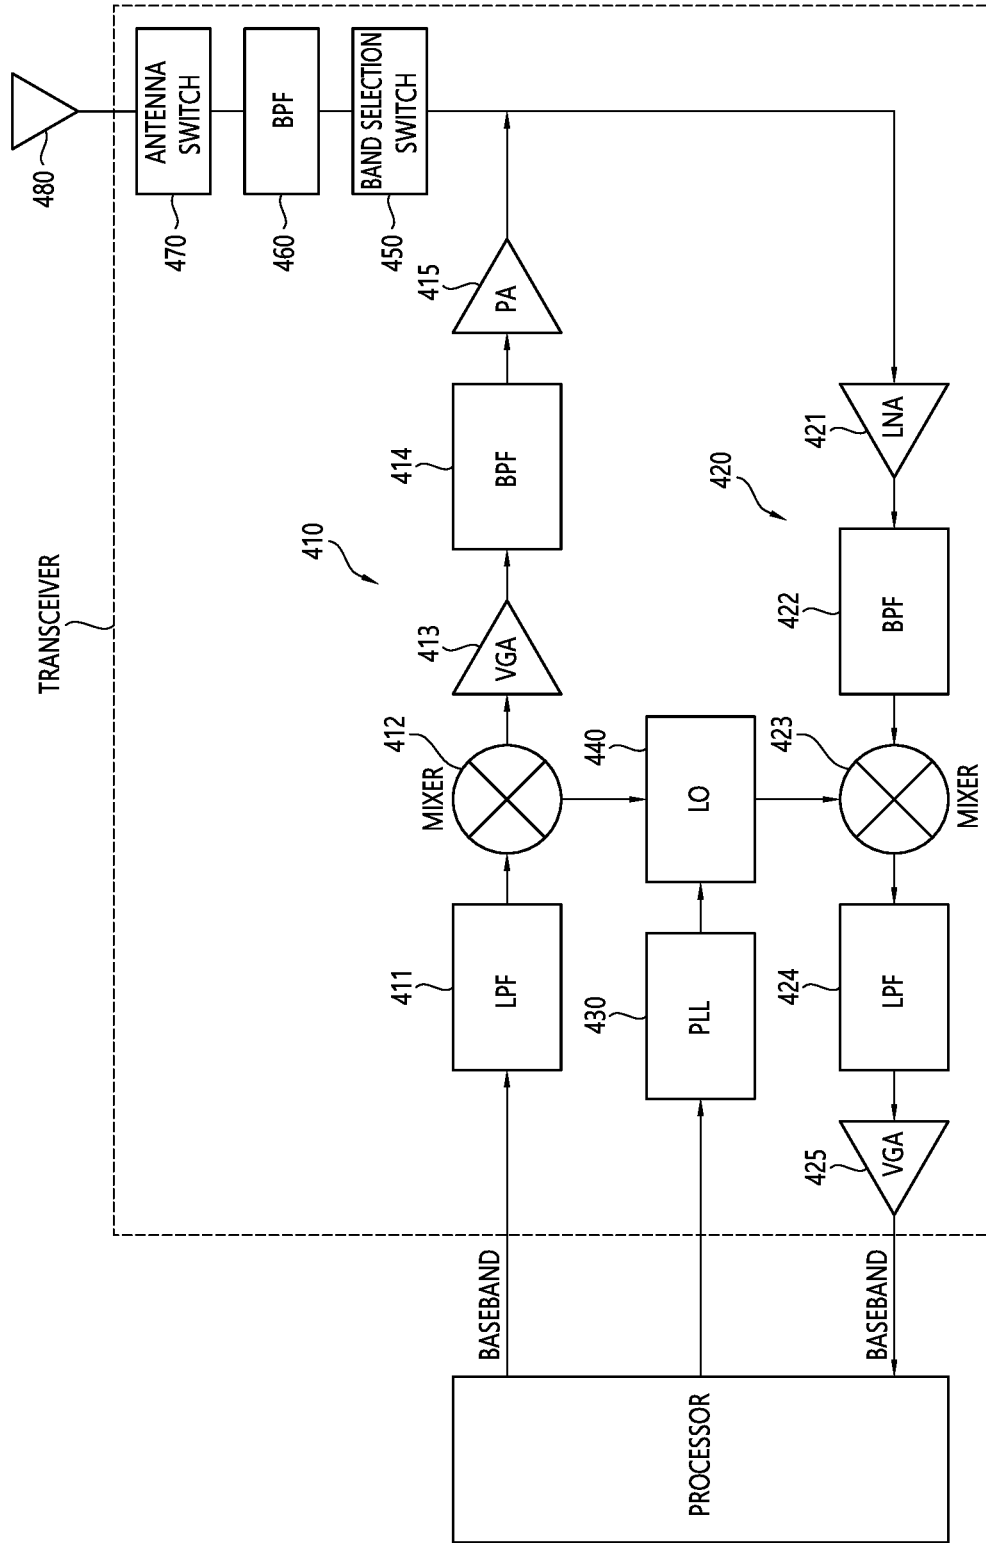 TRANSCEIVER
480
ANTENNA
SWITCH
470
BPF
460
BAND SELECTION
SWITCH
450
PROCESSOR
BASEBAND
BASEBAND
410
LPF
411
MIXER
412
VGA
413
BPF
414
PA
415
PLL
430
LO
440
420
LNA
421
BPF
422
MIXER
423
LPF
424
VGA
425